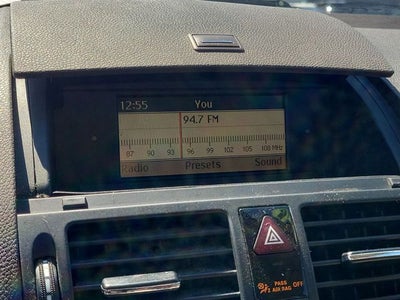 12:55 You
94.7 FM
87 90 93 96 99 102 105 108 MHz
Radio Presets Sound
PASS
AIR BAG OFF